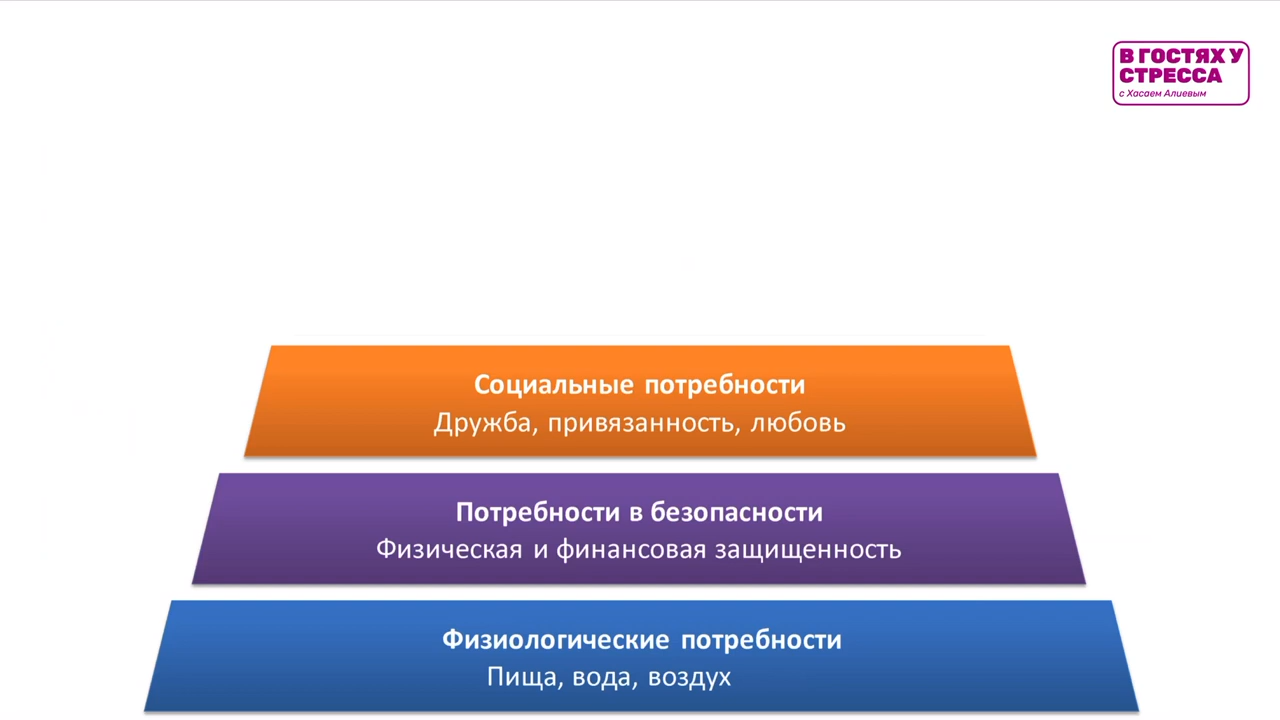 В ГОСТЯХ У
СТРЕССА
с Хасаем Алиевым
Социальные потребности
Дружба, привязанность, любовь
Потребности в безопасности
Физическая и финансовая защищенность
Физиологические потребности
Пища, вода, воздух